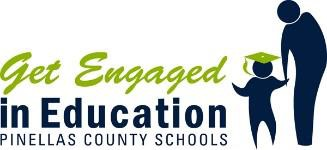 Get Engaged
in Education
PINELLAS COUNTY SCHOOLS